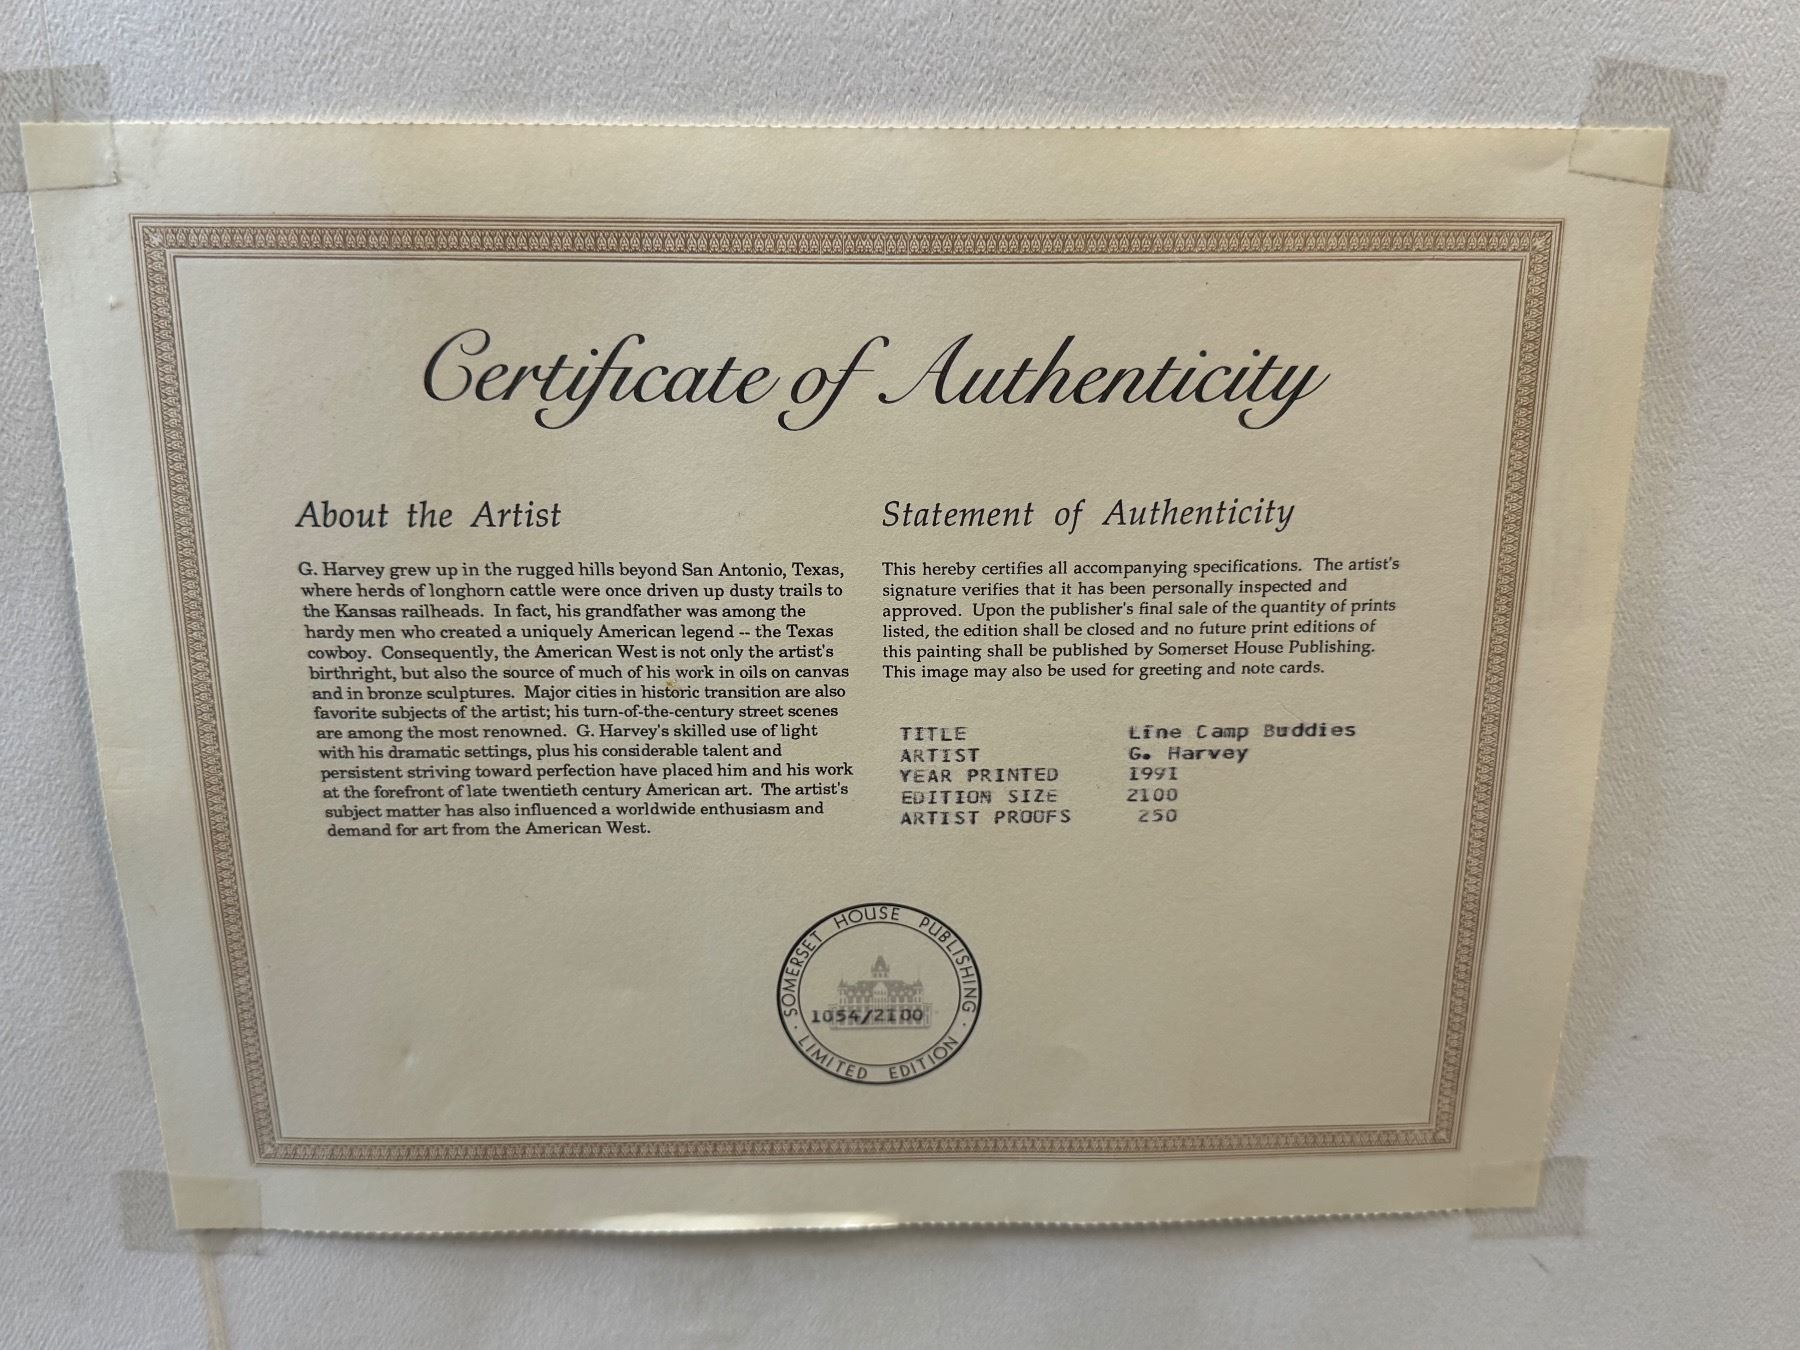 Certificate of Authenticity
About the Artist
G. Harvey grew up in the rugged hills beyond San Antonio, Texas,
where herds of longhorn cattle were once driven up dusty trails to
the Kansas railheads. In fact, his grandfather was among the
hardy men who created a uniquely American legend -- the Texas
cowboy. Consequently, the American West is not only the artist's
birthright, but also the source of much of his work in oils on canvas
and in bronze sculptures. Major cities in historic transition are also
favorite subjects of the artist; his turn-of-the-century street scenes
are among the most renowned. G. Harvey's skilled use of light
with his dramatic settings, plus his considerable talent and
persistent striving toward perfection have placed him and his work
at the forefront of late twentieth century American art. The artist's
subject matter has also influenced a worldwide enthusiasm and
demand for art from the American West.
Statement of Authenticity
This hereby certifies all accompanying specifications. The artist's
signature verifies that it has been personally inspected and
approved. Upon the publisher's final sale of the quantity of prints
listed, the edition shall be closed and no future print editions of
this painting shall be published by Somerset House Publishing.
This image may also be used for greeting and note cards.
TITLE Line Camp Buddies
ARTIST G. Harvey
YEAR PRINTED 1991
EDITION SIZE 2100
ARTIST PROOFS 250
SOMERSET HOUSE PUBLISHING
1054/2100
· LIMITED EDITION ·